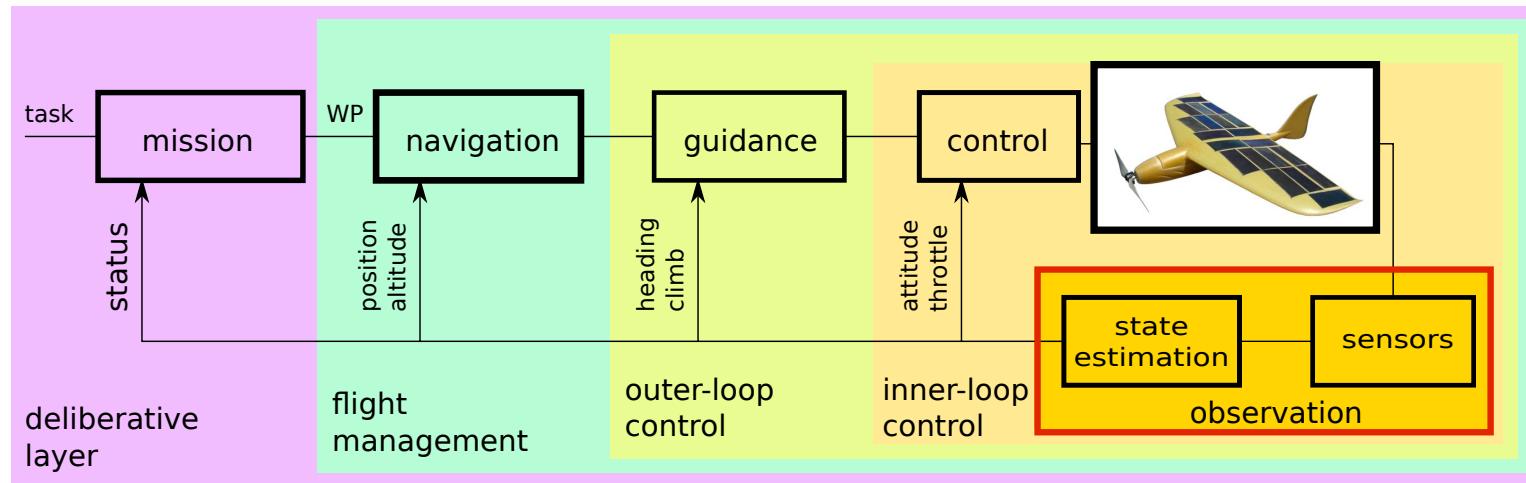 task
mission
WP
navigation
guidance
control
status
position
altitude
heading
climb
attitude
throttle
state
estimation
sensors
observation
deliberative
layer
flight
management
outer-loop
control
inner-loop
control